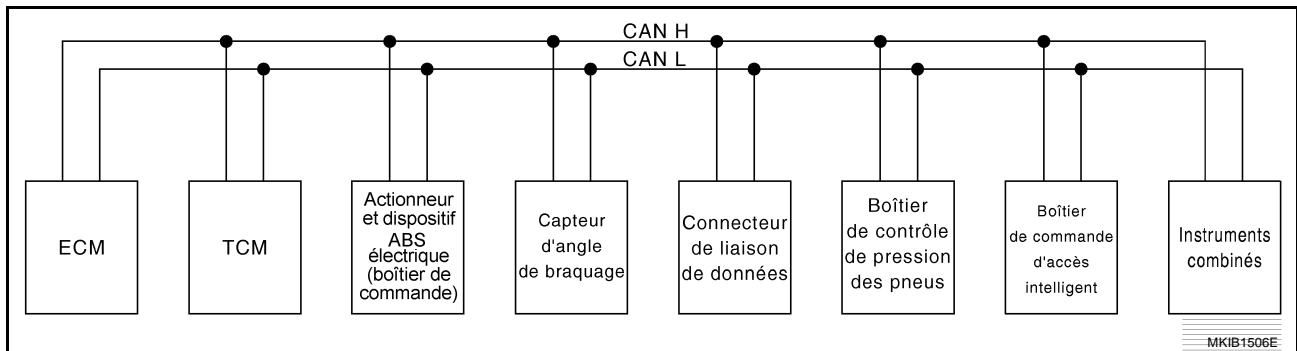 CAN H
CAN L
ECM
TCM
Actionneur
et dispositif
ABS
électrique
(boîtier de
commande)
Capteur
d'angle
de braquage
Connecteur
de liaison
de données
Boîtier
de contrôle
de pression
des pneus
Boîtier
de commande
d'accès
intelligent
Instruments
combinés
MKIB1506E